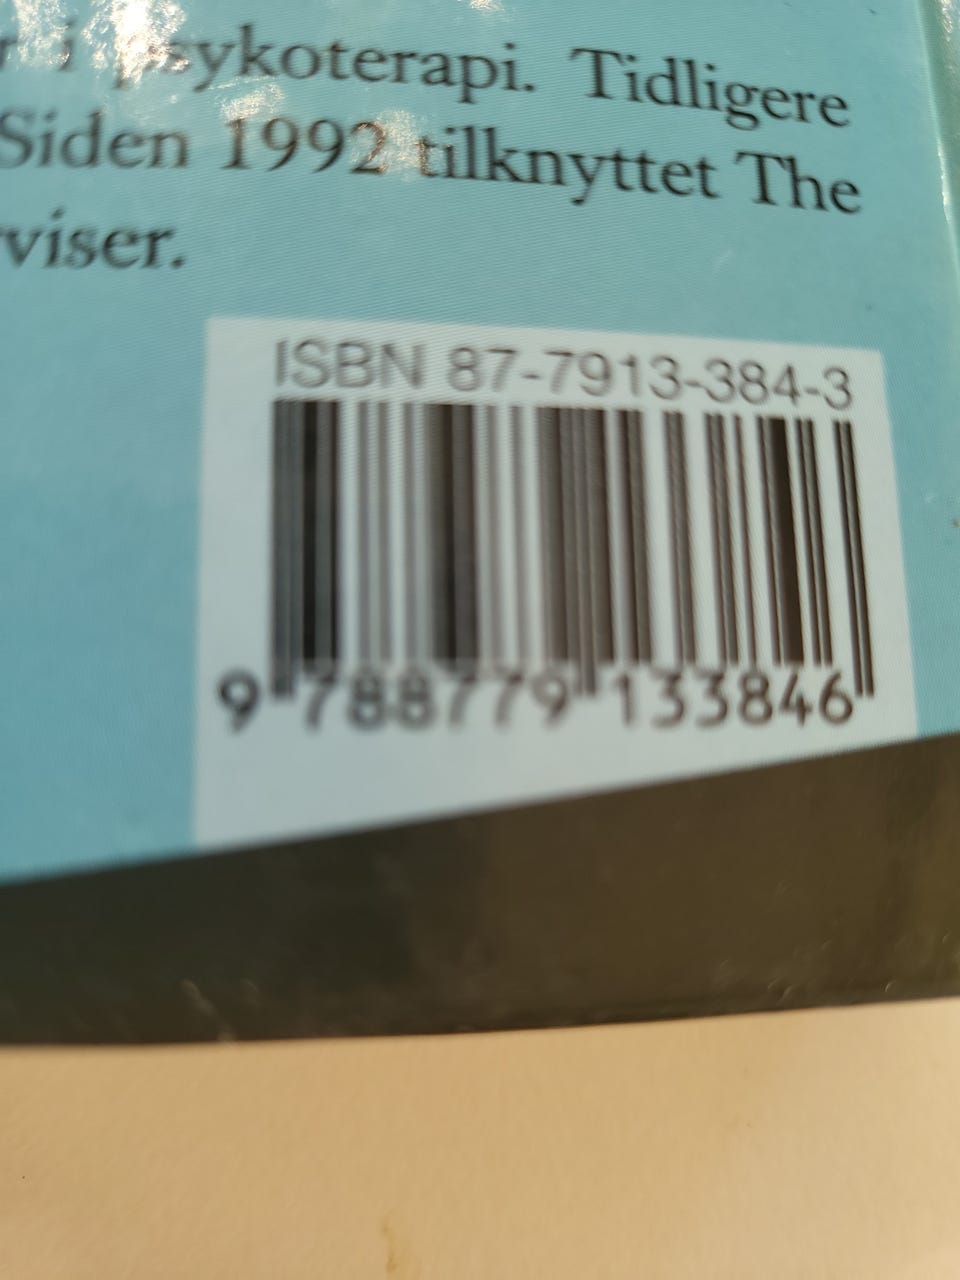 r i psykoterapi. Tidligere
Siden 1992 tilknyttet The
viser.
ISBN 87-7913-384-3
9 788779 133846